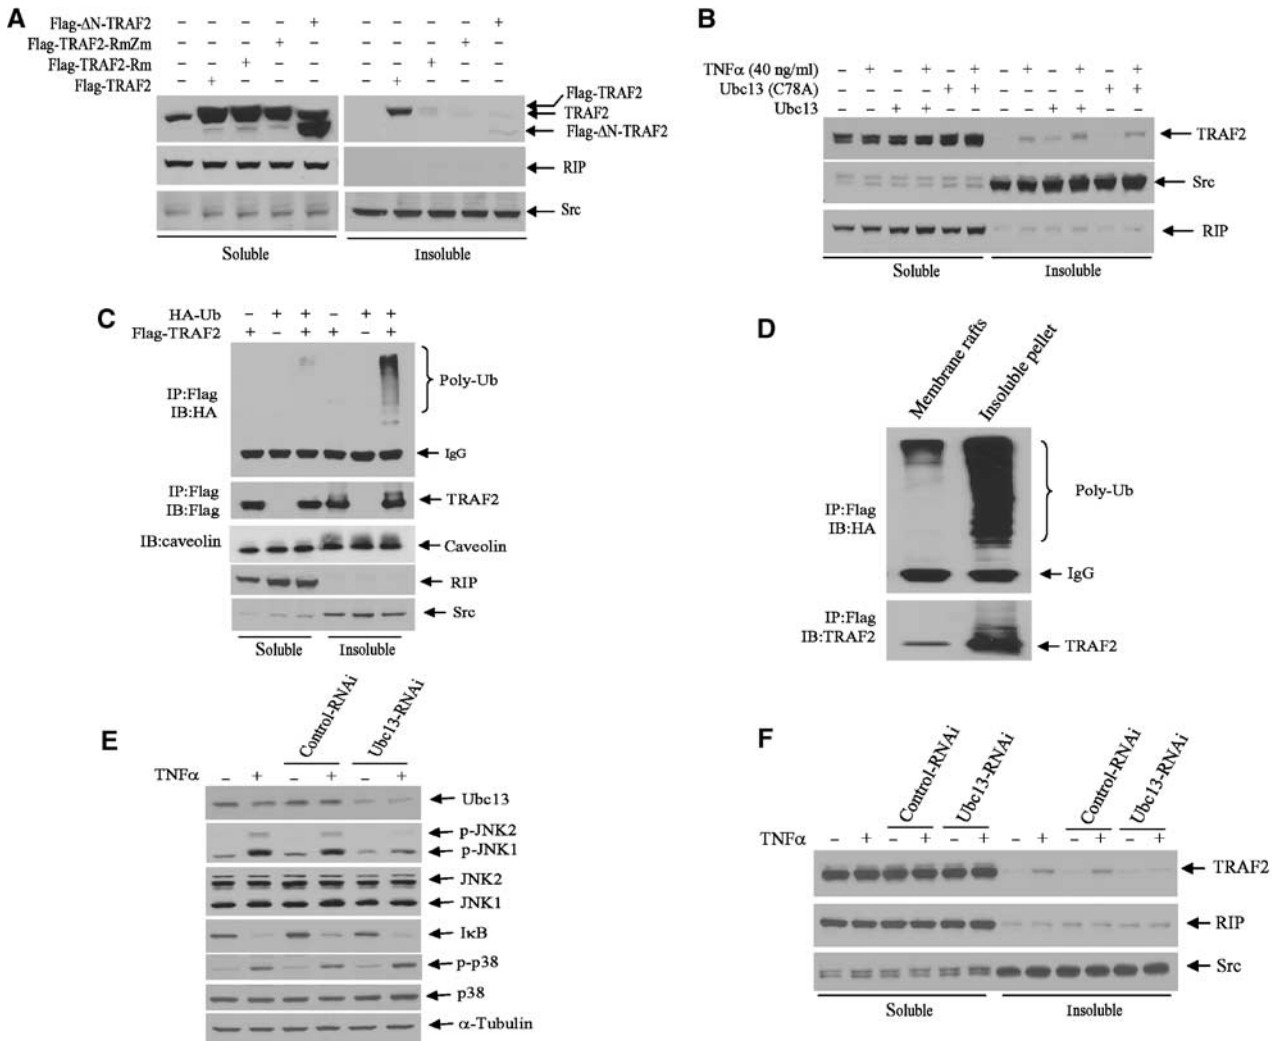 A
Flag-ΔN-TRAF2 - - - - + - - - - +
Flag-TRAF2-RmZm - - - + - - - - + -
Flag-TRAF2-Rm - - + - - - - + - -
Flag-TRAF2 - + - - - - + - - -
Flag-TRAF2
TRAF2
Flag-ΔN-TRAF2
RIP
Src
Soluble Insoluble
B
TNFα (40 ng/ml) - + - + - + - + - + - +
Ubc13 (C78A) - - - - + + - - - - + +
Ubc13 - - + + - - - - + + - -
TRAF2
Src
RIP
Soluble Insoluble
C
HA-Ub - + + - + +
Flag-TRAF2 + - + + - +
IP:Flag
IB:HA
Poly-Ub
IgG
IP:Flag
IB:Flag
TRAF2
IB:caveolin
Caveolin
RIP
Src
Soluble Insoluble
D
Membrane rafts
Insoluble pellet
IP:Flag
IB:HA
Poly-Ub
IgG
IP:Flag
IB:TRAF2
TRAF2
E
Control-RNAi
Ubc13-RNAi
TNFα - + - + - +
Ubc13
p-JNK2
p-JNK1
JNK2
JNK1
IκB
p-p38
p38
α-Tubulin
F
Control-RNAi
Ubc13-RNAi
Control-RNAi
Ubc13-RNAi
TNFα - + - + - + - + - + - +
TRAF2
RIP
Src
Soluble Insoluble